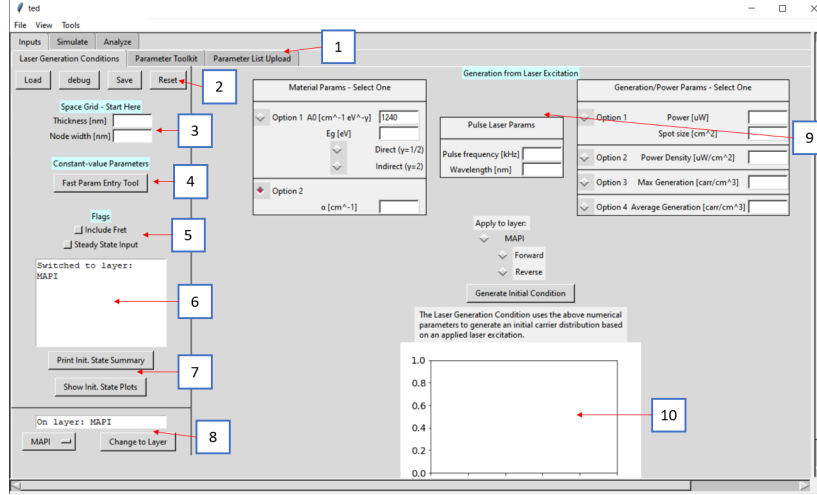 ted
File View Tools
Inputs Simulate Analyze
Laser Generation Conditions Parameter Toolkit Parameter List Upload
1
Load debug Save Reset
2
Space Grid - Start Here
Thickness [nm]
Node width [nm]
3
Constant-value Parameters
Fast Param Entry Tool
4
Flags
Include Fret
Steady State Input
5
Switched to layer:
MAPI
6
Print Init. State Summary
Show Init. State Plots
7
On layer: MAPI
MAPI Change to Layer
8
Generation from Laser Excitation
Material Params - Select One
Option 1 A0 [cm^-1 eV^-γ] 1240
Eg [eV]
Direct (γ=1/2)
Indirect (γ=2)
Option 2
α [cm^-1]
Pulse Laser Params
Pulse frequency [kHz]
Wavelength [nm]
Generation/Power Params - Select One
Option 1 Power [uW]
Spot size [cm^2]
Option 2 Power Density [uW/cm^2]
Option 3 Max Generation [carr/cm^3]
Option 4 Average Generation [carr/cm^3]
9
Apply to layer:
MAPI
Forward
Reverse
Generate Initial Condition
The Laser Generation Condition uses the above numerical
parameters to generate an initial carrier distribution based
on an applied laser excitation.
1.0
0.8
0.6
0.4
0.2
0.0
10